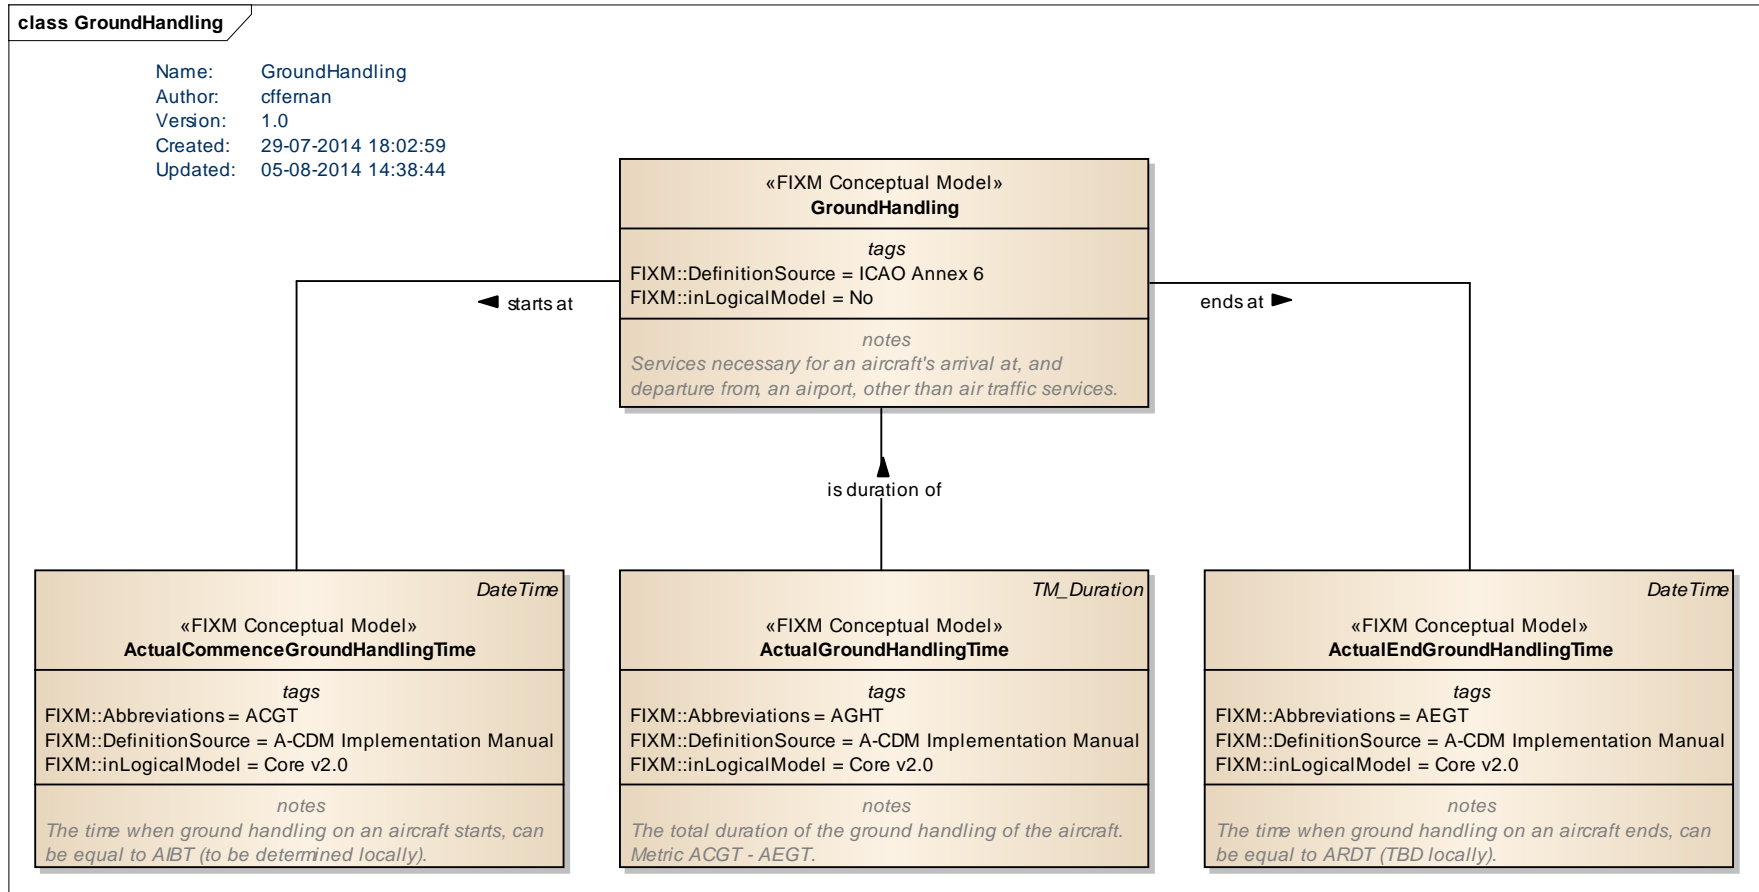 class GroundHandling
Name: GroundHandling
Author: cffernan
Version: 1.0
Created: 29-07-2014 18:02:59
Updated: 05-08-2014 14:38:44
«FIXM Conceptual Model»
GroundHandling
tags
FIXM::DefinitionSource = ICAO Annex 6
FIXM::inLogicalModel = No
notes
Services necessary for an aircraft's arrival at, and
departure from, an airport, other than air traffic services.
starts at
ends at
is duration of
DateTime
«FIXM Conceptual Model»
ActualCommenceGroundHandlingTime
tags
FIXM::Abbreviations = ACGT
FIXM::DefinitionSource = A-CDM Implementation Manual
FIXM::inLogicalModel = Core v2.0
notes
The time when ground handling on an aircraft starts, can
be equal to AIBT (to be determined locally).
TM_Duration
«FIXM Conceptual Model»
ActualGroundHandlingTime
tags
FIXM::Abbreviations = AGHT
FIXM::DefinitionSource = A-CDM Implementation Manual
FIXM::inLogicalModel = Core v2.0
notes
The total duration of the ground handling of the aircraft.
Metric ACGT - AEGT.
DateTime
«FIXM Conceptual Model»
ActualEndGroundHandlingTime
tags
FIXM::Abbreviations = AEGT
FIXM::DefinitionSource = A-CDM Implementation Manual
FIXM::inLogicalModel = Core v2.0
notes
The time when ground handling on an aircraft ends, can
be equal to ARDT (TBD locally).